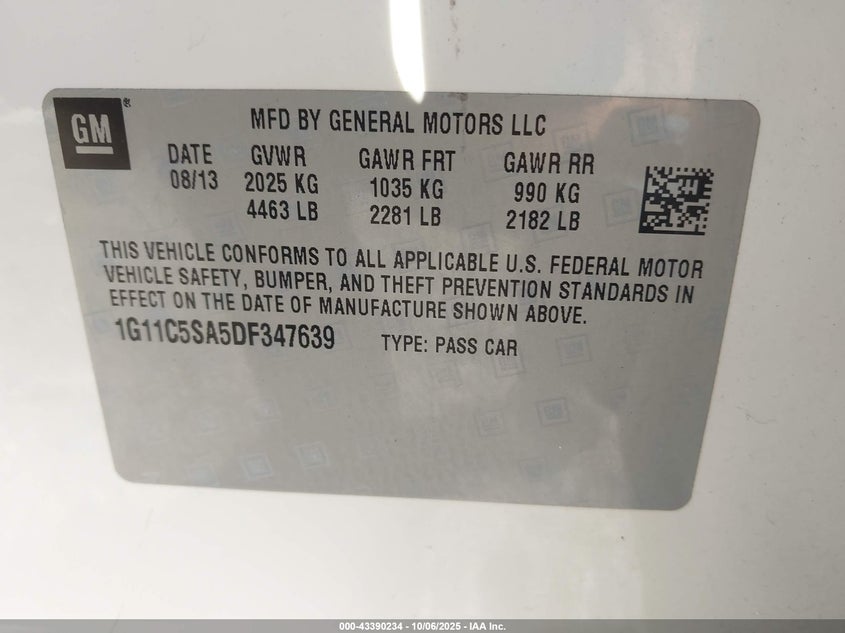 GM
MFD BY GENERAL MOTORS LLC
DATE GVWR GAWR FRT GAWR RR
08/13 2025 KG 1035 KG 990 KG
4463 LB 2281 LB 2182 LB
THIS VEHICLE CONFORMS TO ALL APPLICABLE U.S. FEDERAL MOTOR
VEHICLE SAFETY, BUMPER, AND THEFT PREVENTION STANDARDS IN
EFFECT ON THE DATE OF MANUFACTURE SHOWN ABOVE.
1G11C5SA5DF347639 TYPE: PASS CAR
000-43390234 - 10/06/2025 - IAA Inc.